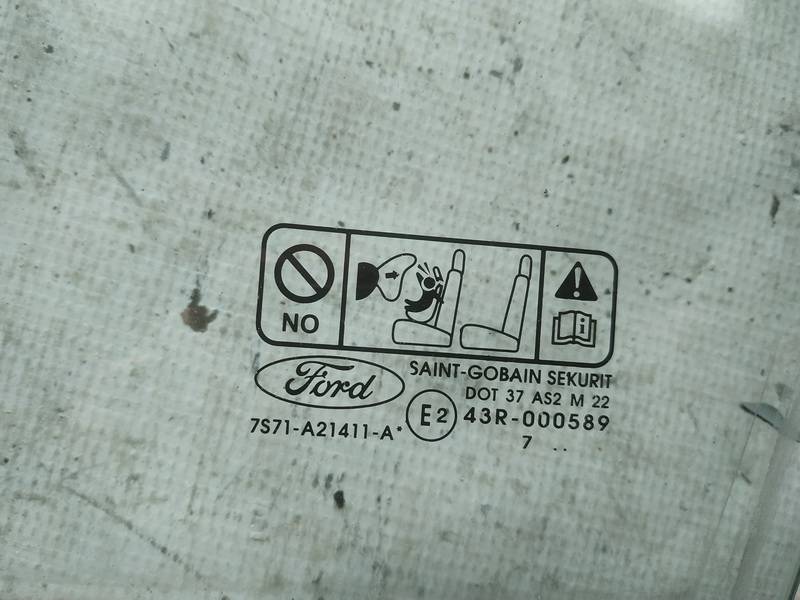 NO
i
Ford
SAINT-GOBAIN SEKURIT
DOT 37 AS2 M 22
E2 43R-000589
7S71-A21411-A*
7 ..